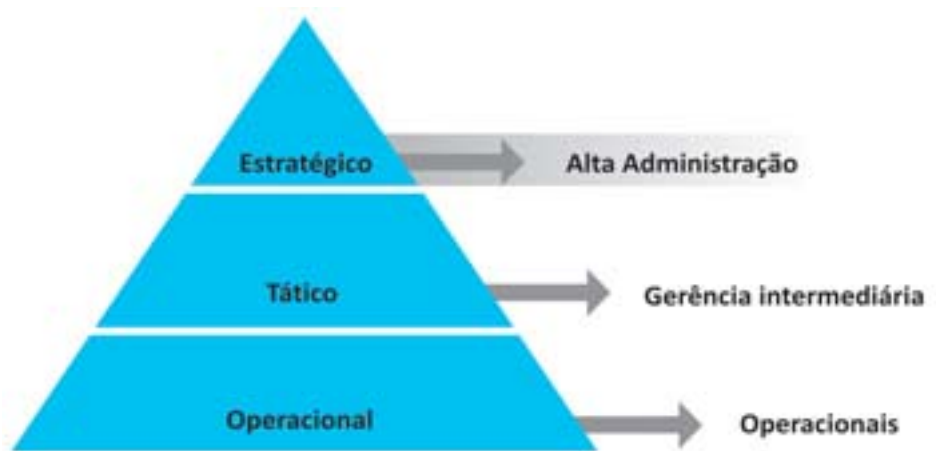 Estratégico
Alta Administração
Tático
Gerência intermediária
Operacional
Operacionais